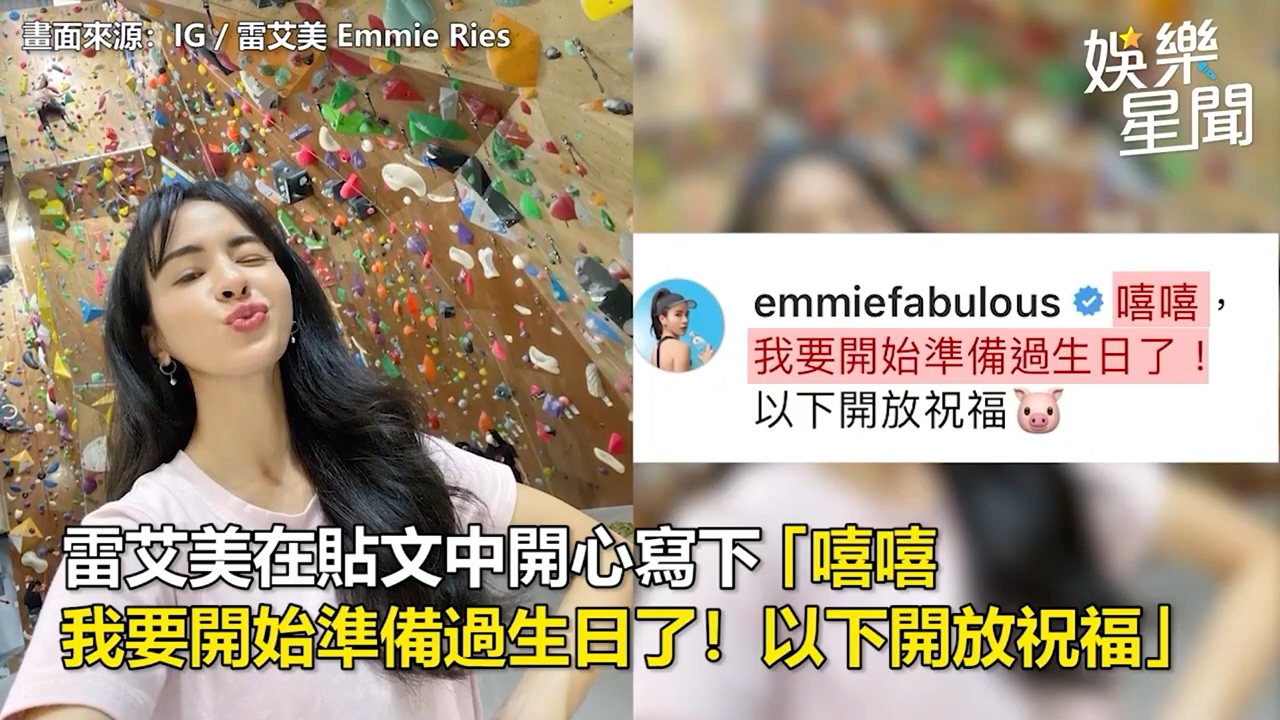 畫面來源：IG / 雷艾美 Emmie Ries
娛樂
星聞
emmiefabulous 嘻嘻，
我要開始準備過生日了！
以下開放祝福🐷
雷艾美在貼文中開心寫下「嘻嘻
我要開始準備過生日了！以下開放祝福」